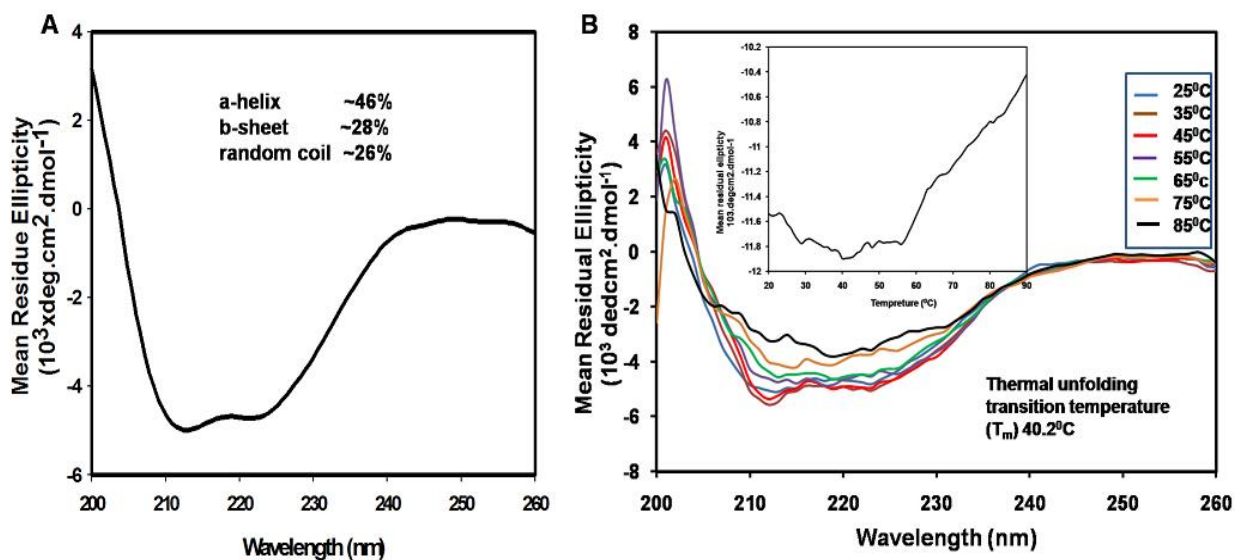 A
Mean Residue Ellipticity
(10³xdeg.cm².dmol⁻¹)
4
2
0
-2
-4
-6
a-helix ~46%
b-sheet ~28%
random coil ~26%
200 210 220 230 240 250 260
Wavelength (nm)
B
Mean Residual Ellipticity
(10³ dedcm².dmol⁻¹)
8
6
4
2
0
-2
-4
-6
-8
Mean residual elliptcity
103.degcm2.dmol-1
-10.2
-10.4
-10.6
-10.8
-11
-11.2
-11.4
-11.6
-11.8
-12
20 30 40 50 60 70 80 90
Tempreture (⁰C)
25⁰C
35⁰C
45⁰C
55⁰C
65⁰c
75⁰C
85⁰C
Thermal unfolding
transition temperature
(Tₘ) 40.2⁰C
200 210 220 230 240 250 260
Wavelength (nm)